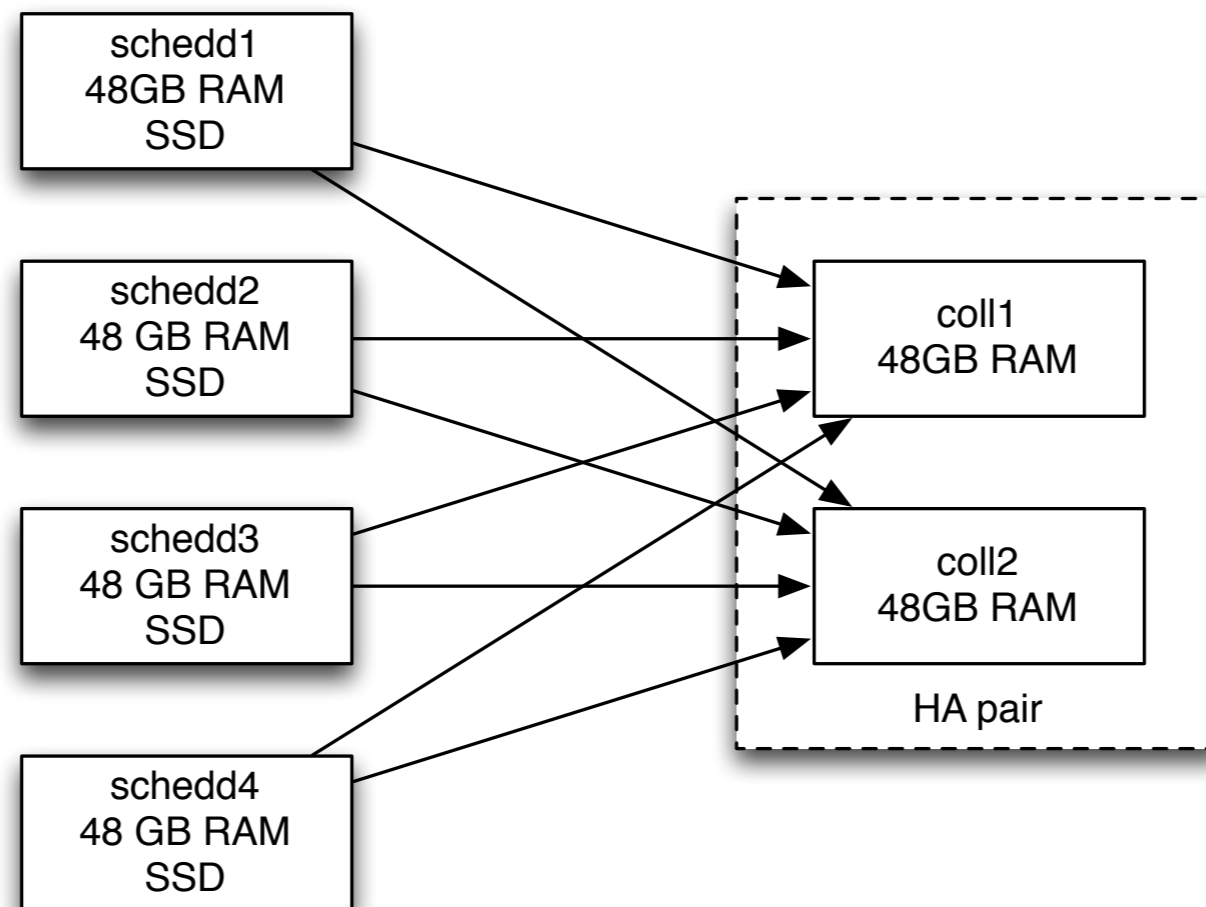 schedd1
48GB RAM
SSD
schedd2
48 GB RAM
SSD
schedd3
48 GB RAM
SSD
schedd4
48 GB RAM
SSD
coll1
48GB RAM
coll2
48GB RAM
HA pair